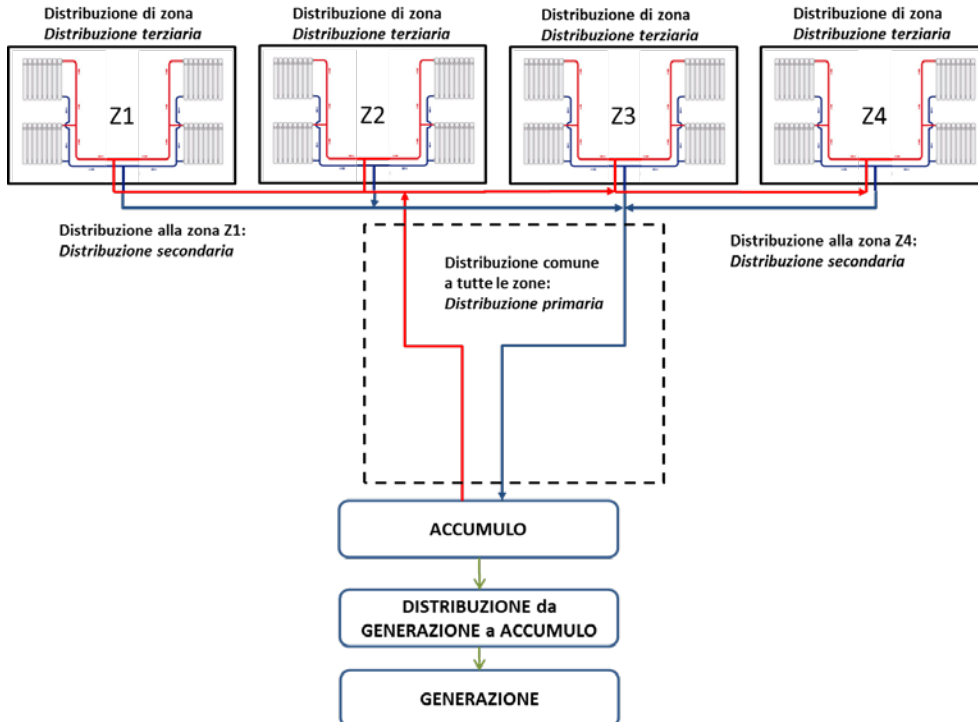 Distribuzione di zona
Distribuzione terziaria
Distribuzione di zona
Distribuzione terziaria
Distribuzione di zona
Distribuzione terziaria
Distribuzione di zona
Distribuzione terziaria
Z1
Z2
Z3
Z4
Distribuzione alla zona Z1:
Distribuzione secondaria
Distribuzione comune
a tutte le zone:
Distribuzione primaria
Distribuzione alla zona Z4:
Distribuzione secondaria
ACCUMULO
DISTRIBUZIONE da
GENERAZIONE a ACCUMULO
GENERAZIONE